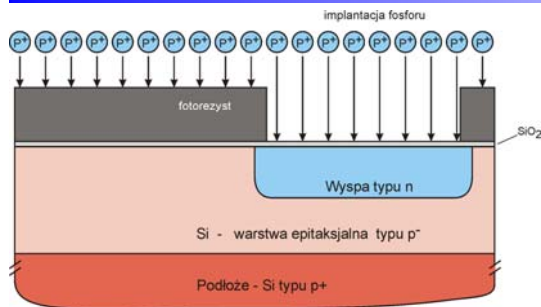 implantacja fosforu
P+ P+ P+ P+ P+ P+ P+ P+ P+ P+ P+ P+ P+ P+ P+ P+ P+ P+ P+
fotorezyst
SiO₂
Wyspa typu n
Si - warstwa epitaksjalna typu p⁻
Podłoże - Si typu p+